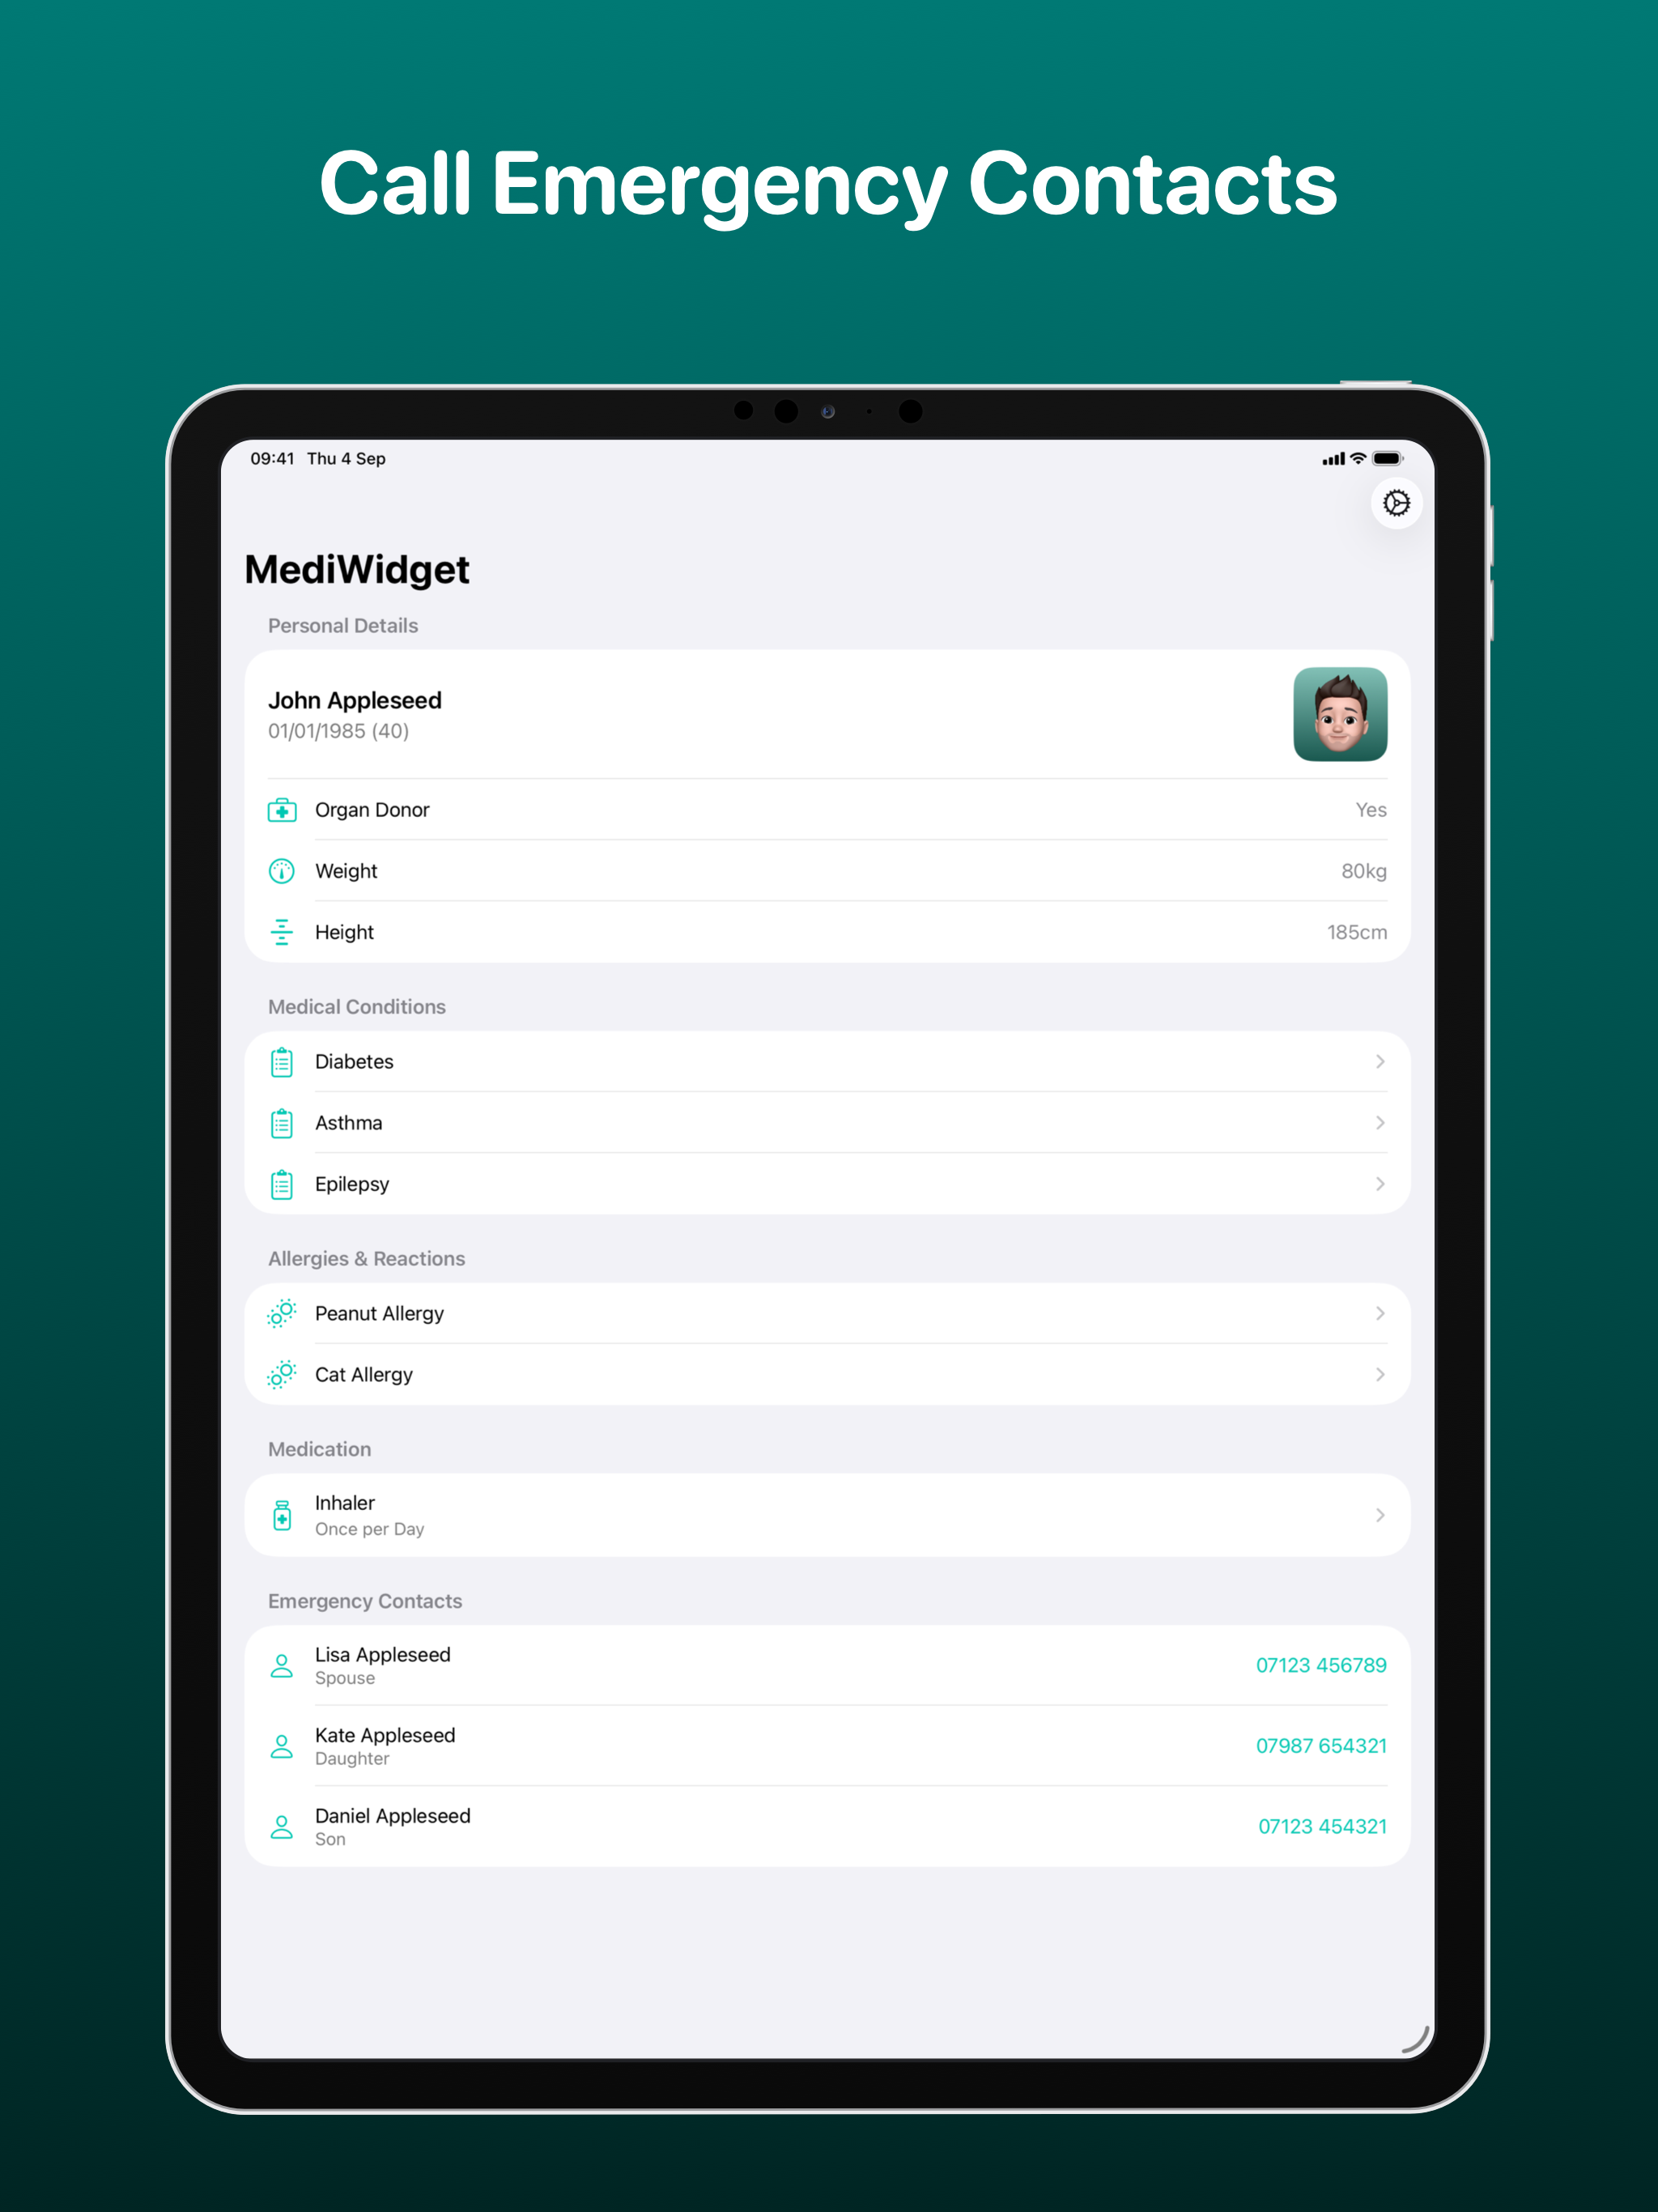 Call Emergency Contacts
09:41 Thu 4 Sep
MediWidget
Personal Details
John Appleseed
01/01/1985 (40)
Organ Donor Yes
Weight 80kg
Height 185cm
Medical Conditions
Diabetes
Asthma
Epilepsy
Allergies & Reactions
Peanut Allergy
Cat Allergy
Medication
Inhaler
Once per Day
Emergency Contacts
Lisa Appleseed
Spouse
07123 456789
Kate Appleseed
Daughter
07987 654321
Daniel Appleseed
Son
07123 454321